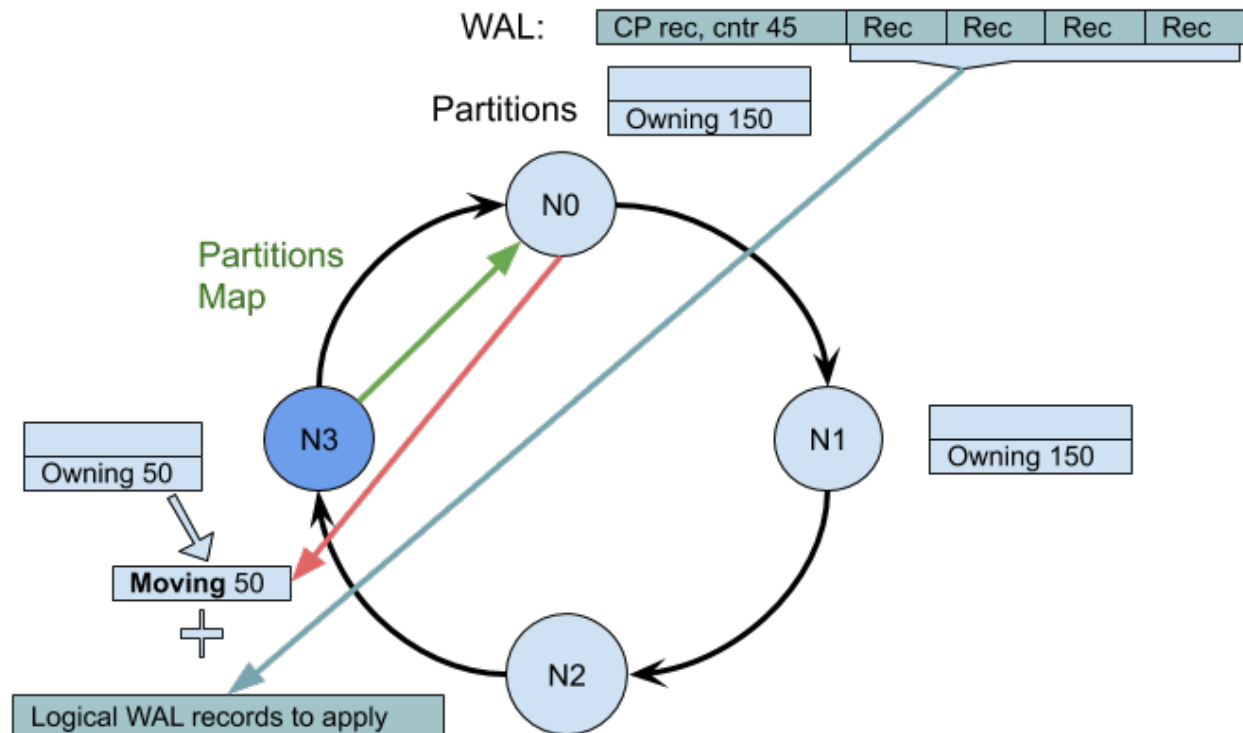 WAL:
CP rec, cntr 45
Rec
Rec
Rec
Rec
Partitions
Owning 150
N0
Partitions
Map
N3
N1
Owning 150
Owning 50
Moving 50
N2
Logical WAL records to apply